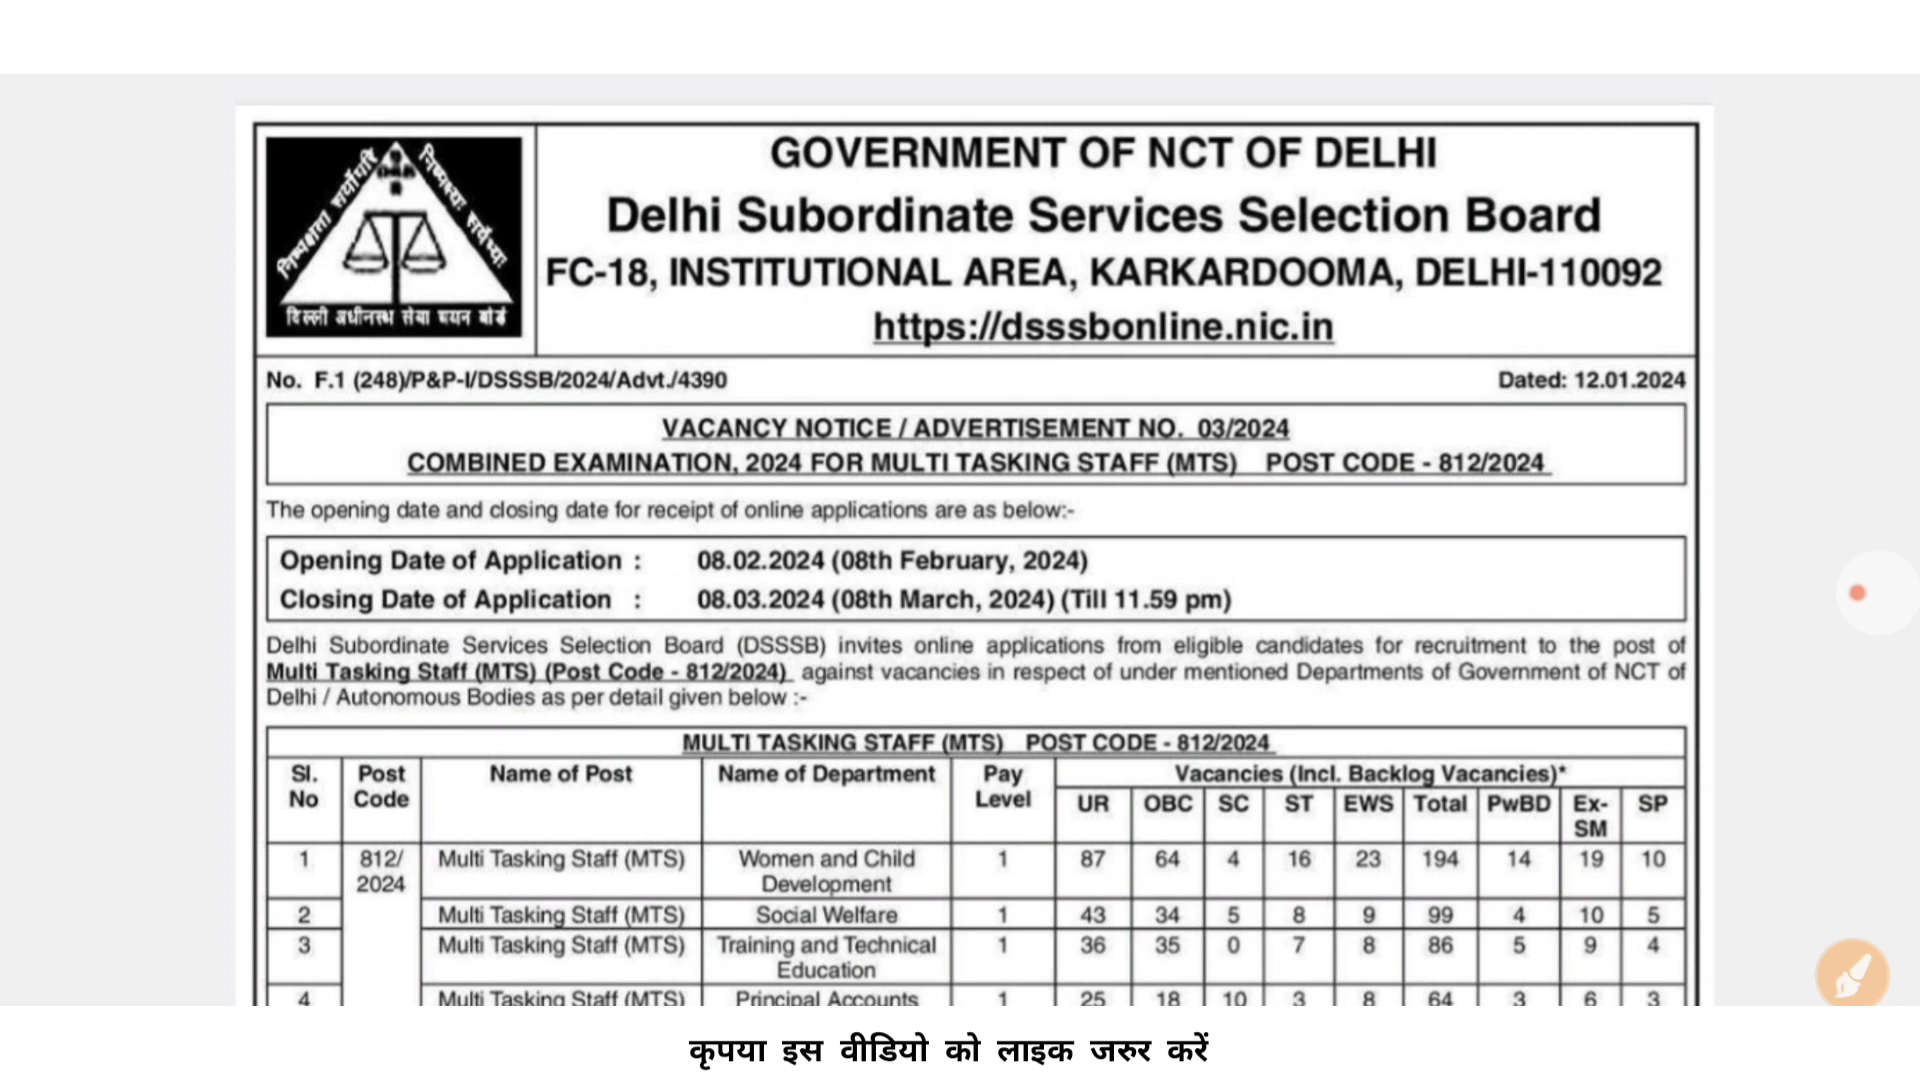 निष्पक्षता सर्वोपरि
दिल्ली अधीनस्थ सेवा चयन बोर्ड
GOVERNMENT OF NCT OF DELHI
Delhi Subordinate Services Selection Board
FC-18, INSTITUTIONAL AREA, KARKARDOOMA, DELHI-110092
https://dsssbonline.nic.in
No. F.1 (248)/P&P-I/DSSSB/2024/Advt./4390 Dated: 12.01.2024
VACANCY NOTICE / ADVERTISEMENT NO. 03/2024
COMBINED EXAMINATION, 2024 FOR MULTI TASKING STAFF (MTS) POST CODE - 812/2024
The opening date and closing date for receipt of online applications are as below:-
Opening Date of Application : 08.02.2024 (08th February, 2024)
Closing Date of Application : 08.03.2024 (08th March, 2024) (Till 11.59 pm)
Delhi Subordinate Services Selection Board (DSSSB) invites online applications from eligible candidates for recruitment to the post of
Multi Tasking Staff (MTS) (Post Code - 812/2024) against vacancies in respect of under mentioned Departments of Government of NCT of
Delhi / Autonomous Bodies as per detail given below :-
MULTI TASKING STAFF (MTS) POST CODE - 812/2024
Sl. No Post Code Name of Post Name of Department Pay Level Vacancies (Incl. Backlog Vacancies)*
UR OBC SC ST EWS Total PwBD Ex-SM SP
1 812/2024 Multi Tasking Staff (MTS) Women and Child Development 1 87 64 4 16 23 194 14 19 10
2 Multi Tasking Staff (MTS) Social Welfare 1 43 34 5 8 9 99 4 10 5
3 Multi Tasking Staff (MTS) Training and Technical Education 1 36 35 0 7 8 86 5 9 4
4 Multi Tasking Staff (MTS) Principal Accounts 1 25 18 10 3 8 64 3 6 3
कृपया इस वीडियो को लाइक जरुर करें